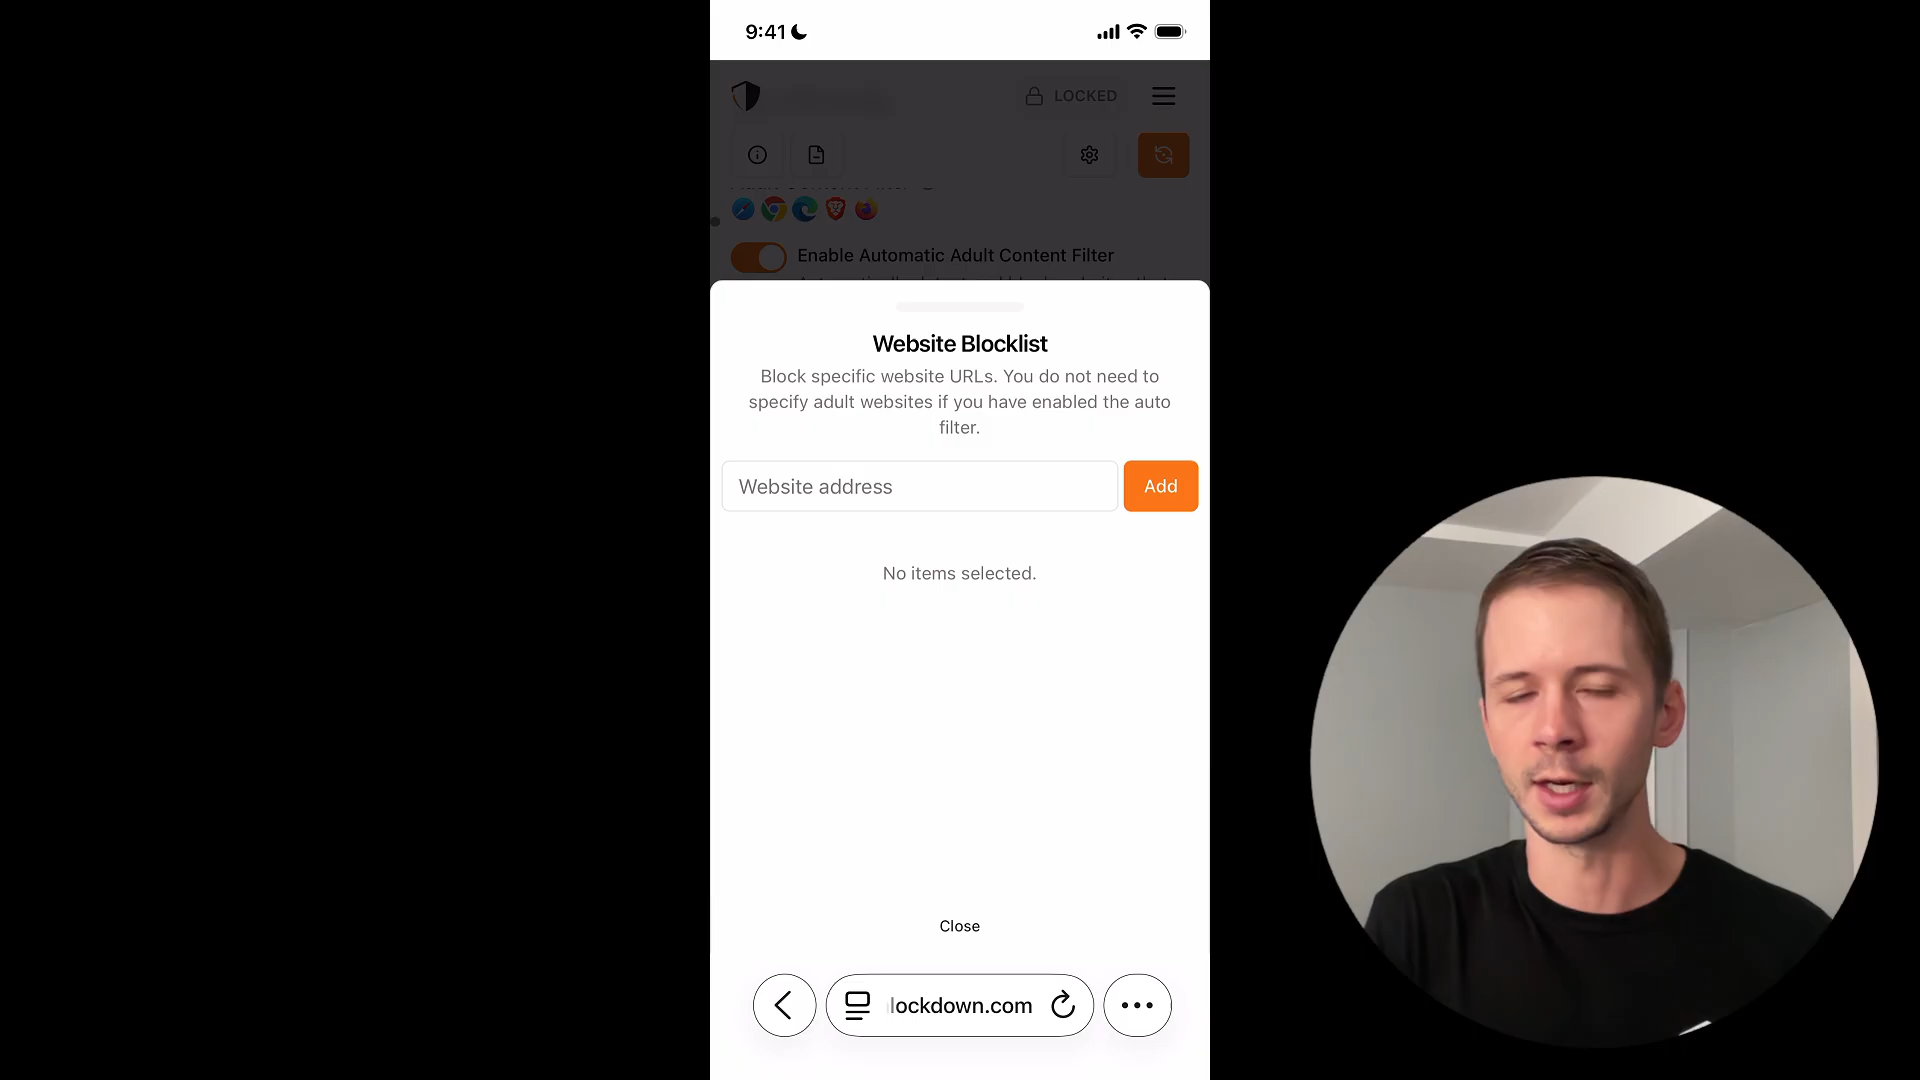 9:41
LOCKED
Enable Automatic Adult Content Filter
Website Blocklist
Block specific website URLs. You do not need to
specify adult websites if you have enabled the auto
filter.
Website address
Add
No items selected.
Close
lockdown.com